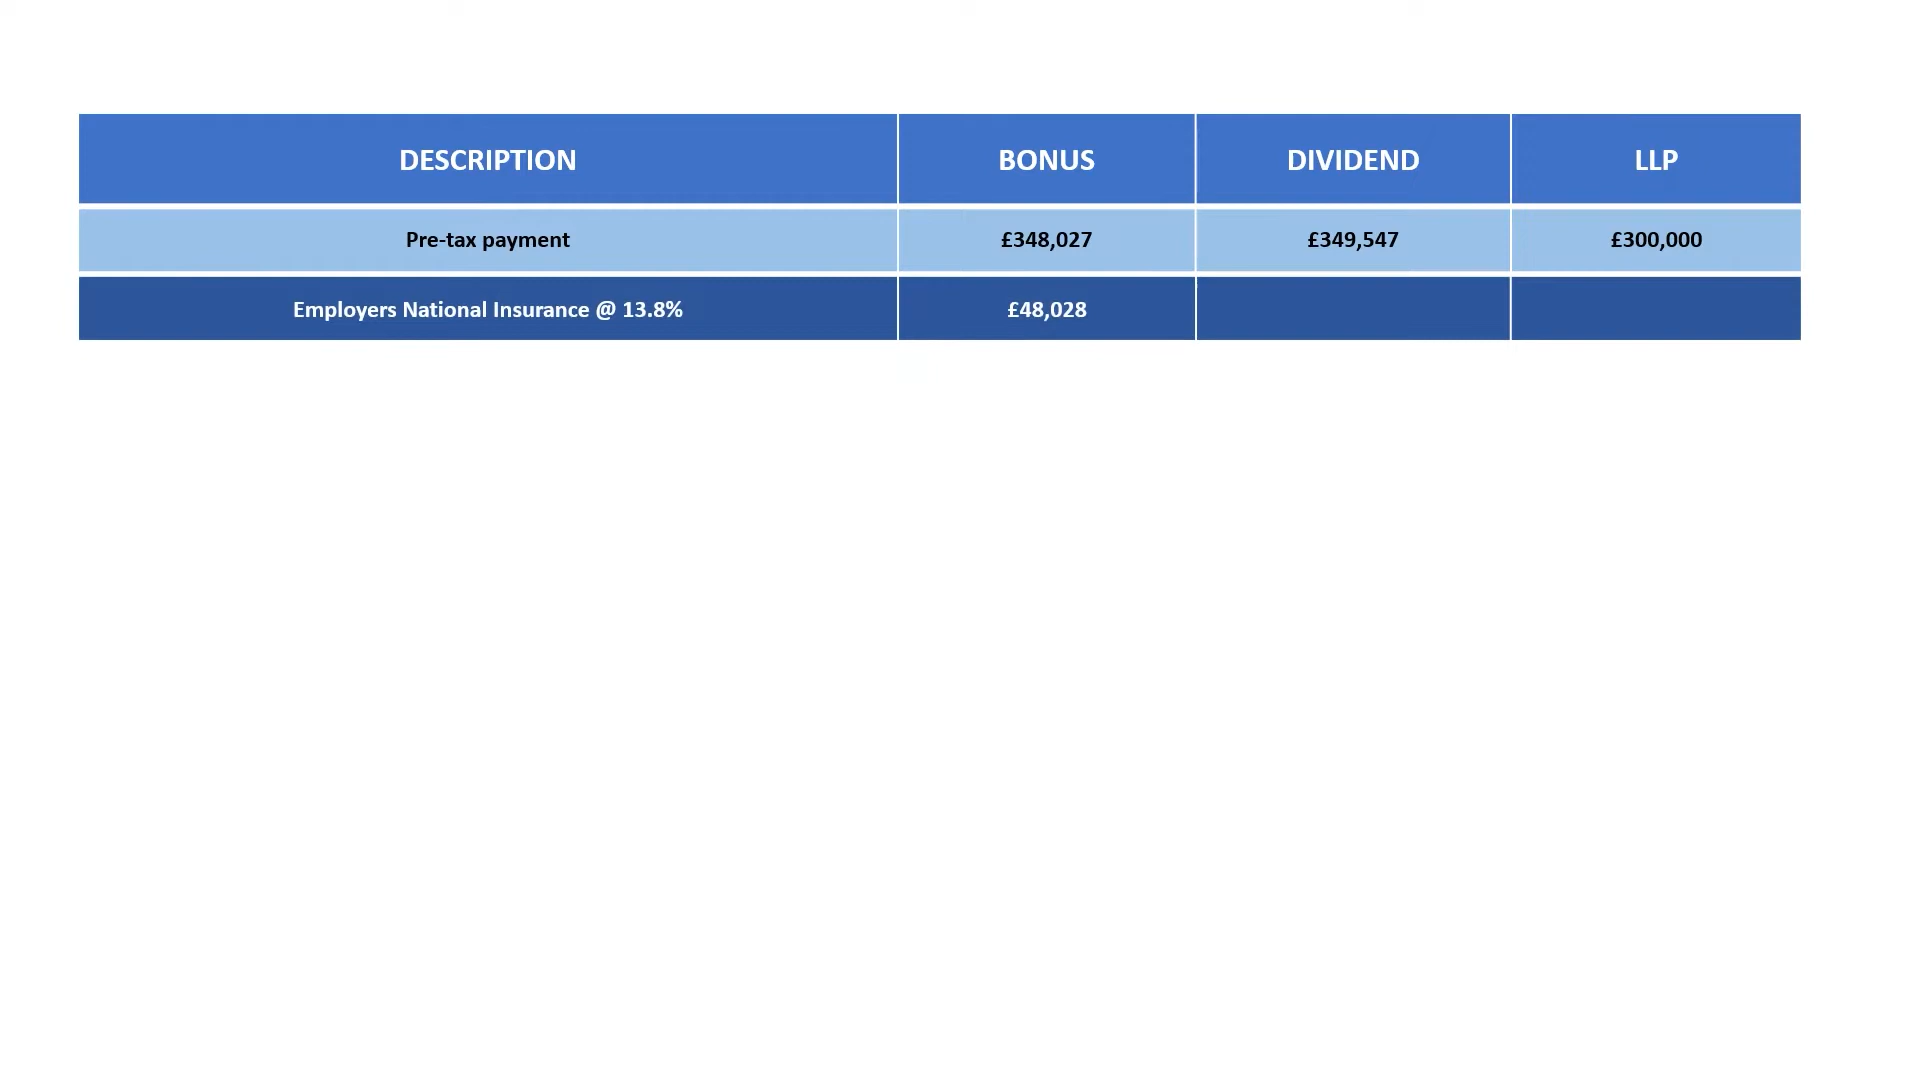 DESCRIPTION BONUS DIVIDEND LLP
Pre-tax payment £348,027 £349,547 £300,000
Employers National Insurance @ 13.8% £48,028